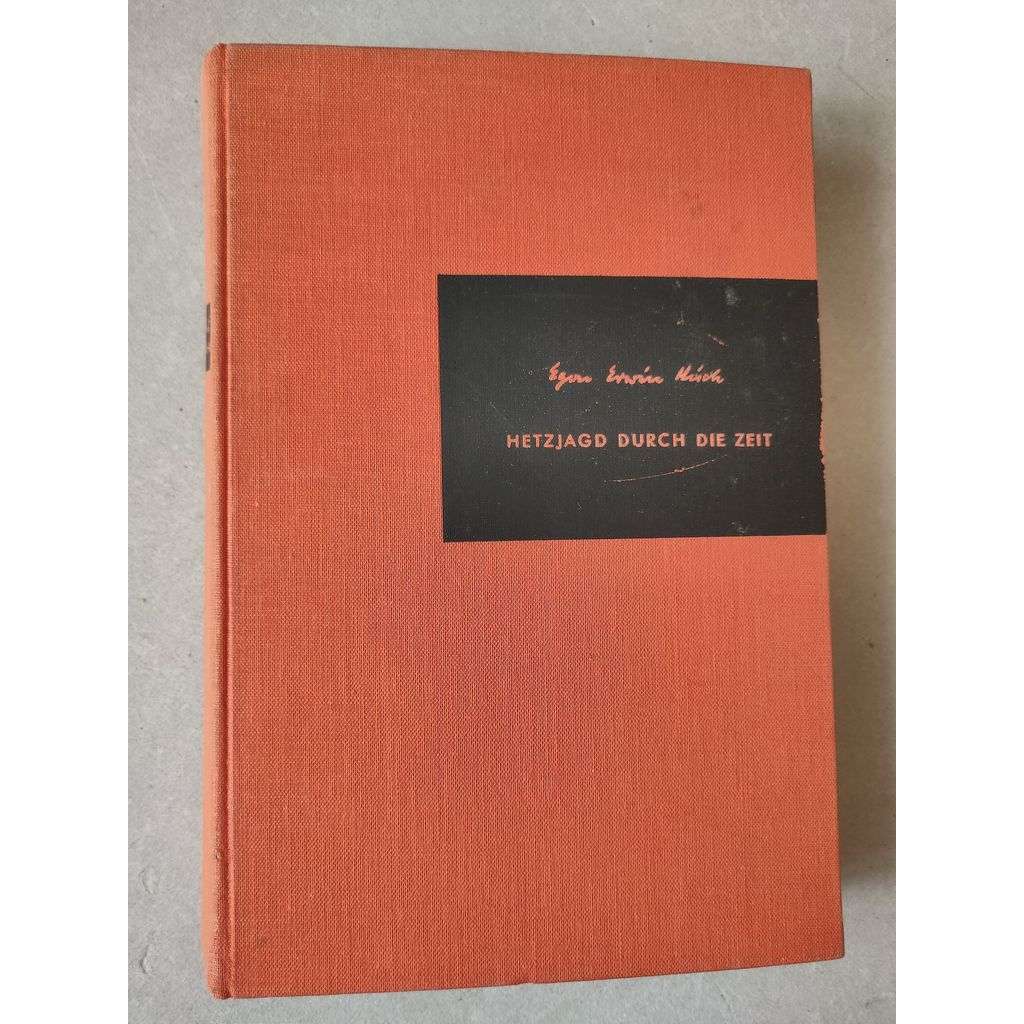 Egon Erwin Kisch
HETZJAGD DURCH DIE ZEIT